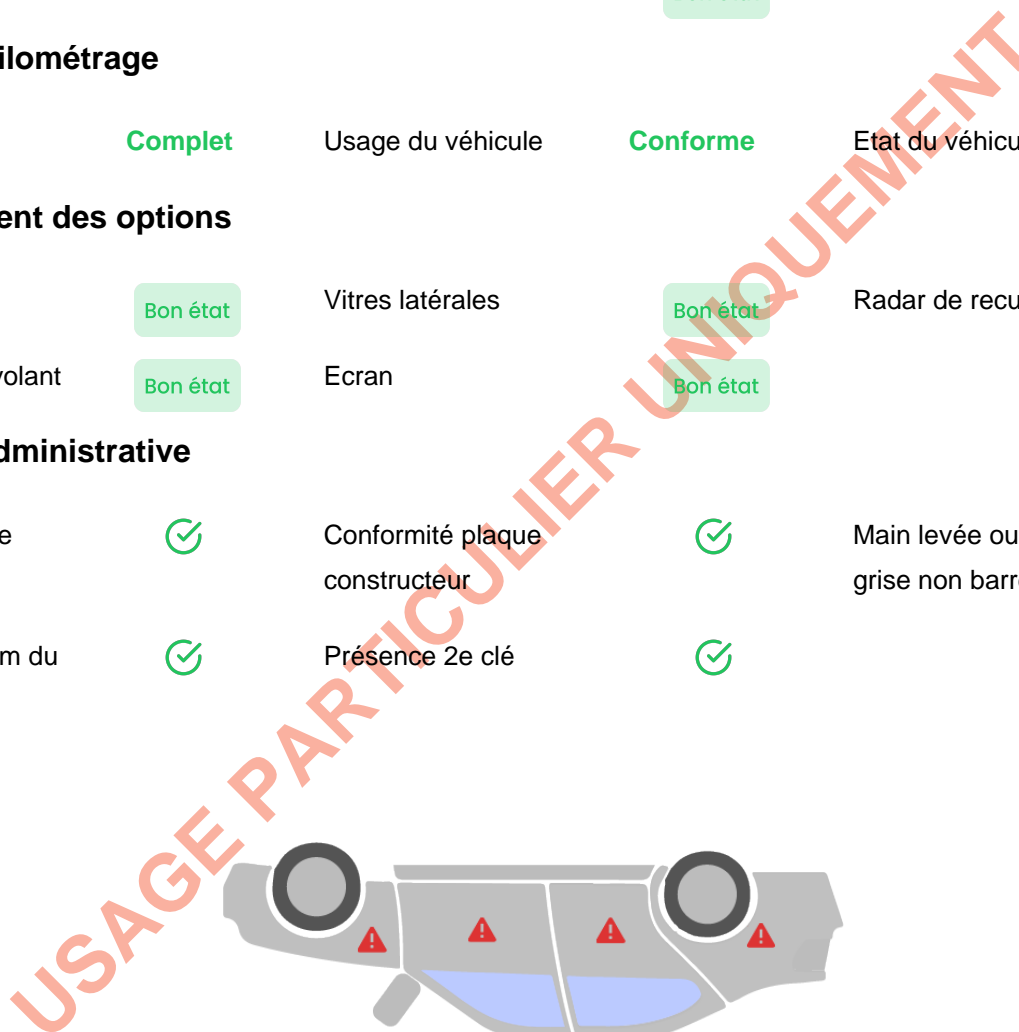 ilométrage
Complet Usage du véhicule Conforme Etat du véhicu
ent des options
Bon état Vitres latérales Bon état Radar de recu
volant Bon état Ecran Bon état
dministrative
e Conformité plaque Main levée ou
constructeur grise non barr
m du Présence 2e clé
USAGE PARTICULIER UNIQUEMENT